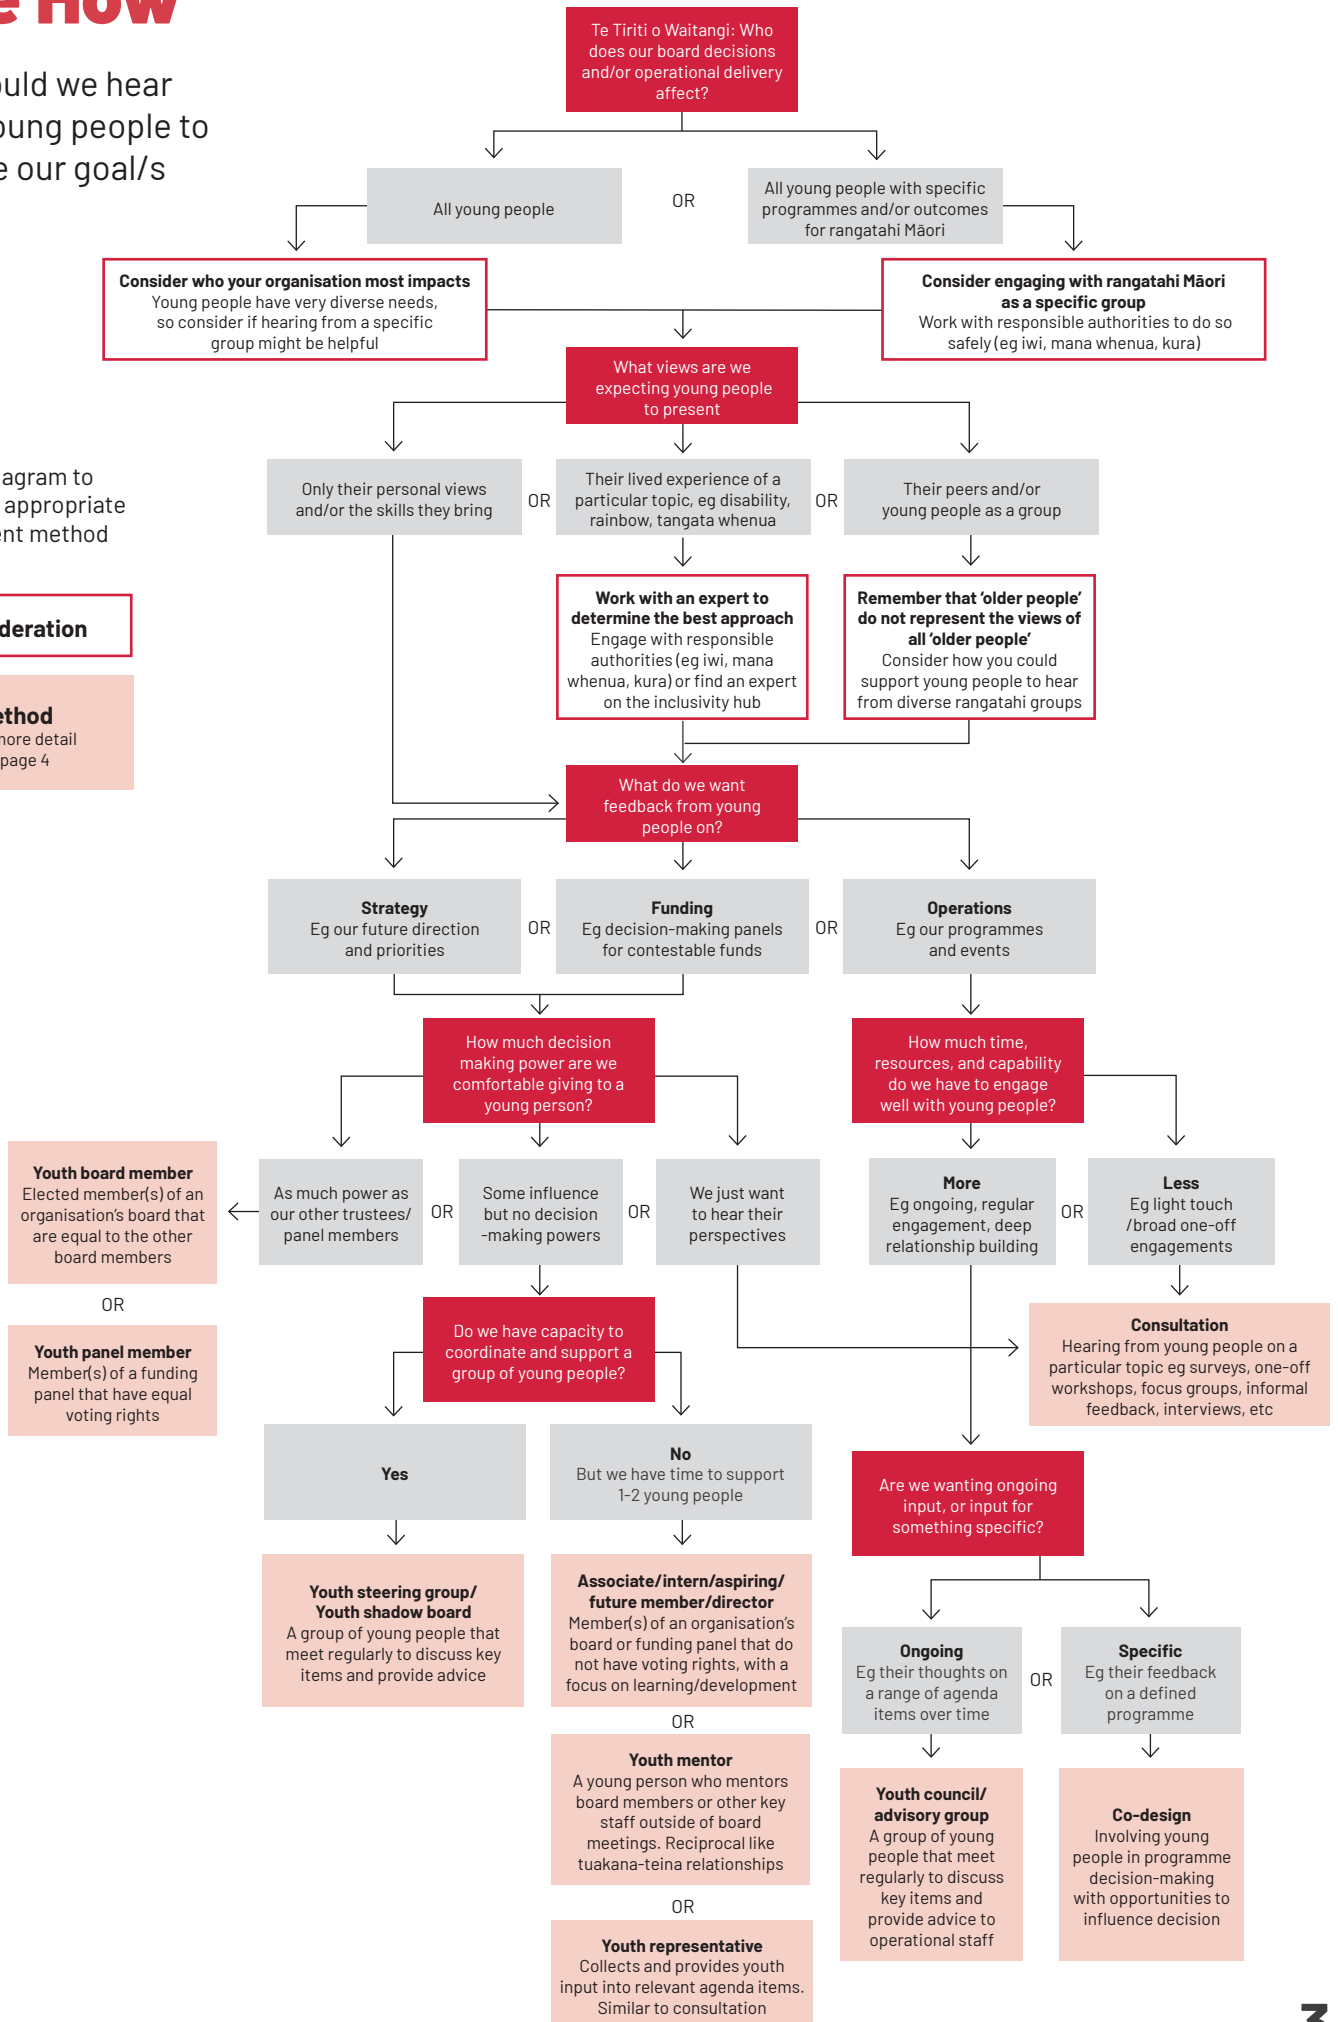 e How
ould we hear
oung people to
e our goal/s
agram to
appropriate
ent method
deration
ethod
more detail
page 4
Te Tiriti o Waitangi: Who
does our board decisions
and/or operational delivery
affect?
All young people
OR
All young people with specific
programmes and/or outcomes
for rangatahi Māori
Consider who your organisation most impacts
Young people have very diverse needs,
so consider if hearing from a specific
group might be helpful
Consider engaging with rangatahi Māori
as a specific group
Work with responsible authorities to do so
safely (eg iwi, mana whenua, kura)
What views are we
expecting young people
to present
Only their personal views
and/or the skills they bring
OR
Their lived experience of a
particular topic, eg disability,
rainbow, tangata whenua
OR
Their peers and/or
young people as a group
Work with an expert to
determine the best approach
Engage with responsible
authorities (eg iwi, mana
whenua, kura) or find an expert
on the inclusivity hub
Remember that ‘older people’
do not represent the views of
all ‘older people’
Consider how you could
support young people to hear
from diverse rangatahi groups
What do we want
feedback from young
people on?
Strategy
Eg our future direction
and priorities
OR
Funding
Eg decision-making panels
for contestable funds
OR
Operations
Eg our programmes
and events
How much decision
making power are we
comfortable giving to a
young person?
How much time,
resources, and capability
do we have to engage
well with young people?
Youth board member
Elected member(s) of an
organisation’s board that
are equal to the other
board members
OR
Youth panel member
Member(s) of a funding
panel that have equal
voting rights
As much power as
our other trustees/
panel members
OR
Some influence
but no decision
-making powers
OR
We just want
to hear their
perspectives
More
Eg ongoing, regular
engagement, deep
relationship building
OR
Less
Eg light touch
/broad one-off
engagements
Do we have capacity to
coordinate and support a
group of young people?
Consultation
Hearing from young people on a
particular topic eg surveys, one-off
workshops, focus groups, informal
feedback, interviews, etc
Yes
No
But we have time to support
1-2 young people
Are we wanting ongoing
input, or input for
something specific?
Youth steering group/
Youth shadow board
A group of young people that
meet regularly to discuss key
items and provide advice
Associate/intern/aspiring/
future member/director
Member(s) of an organisation’s
board or funding panel that do
not have voting rights, with a
focus on learning/development
OR
Youth mentor
A young person who mentors
board members or other key
staff outside of board
meetings. Reciprocal like
tuakana-teina relationships
OR
Youth representative
Collects and provides youth
input into relevant agenda items.
Similar to consultation
Ongoing
Eg their thoughts on
a range of agenda
items over time
OR
Specific
Eg their feedback
on a defined
programme
Youth council/
advisory group
A group of young
people that meet
regularly to discuss
key items and
provide advice to
operational staff
Co-design
Involving young
people in programme
decision-making
with opportunities to
influence decision
3